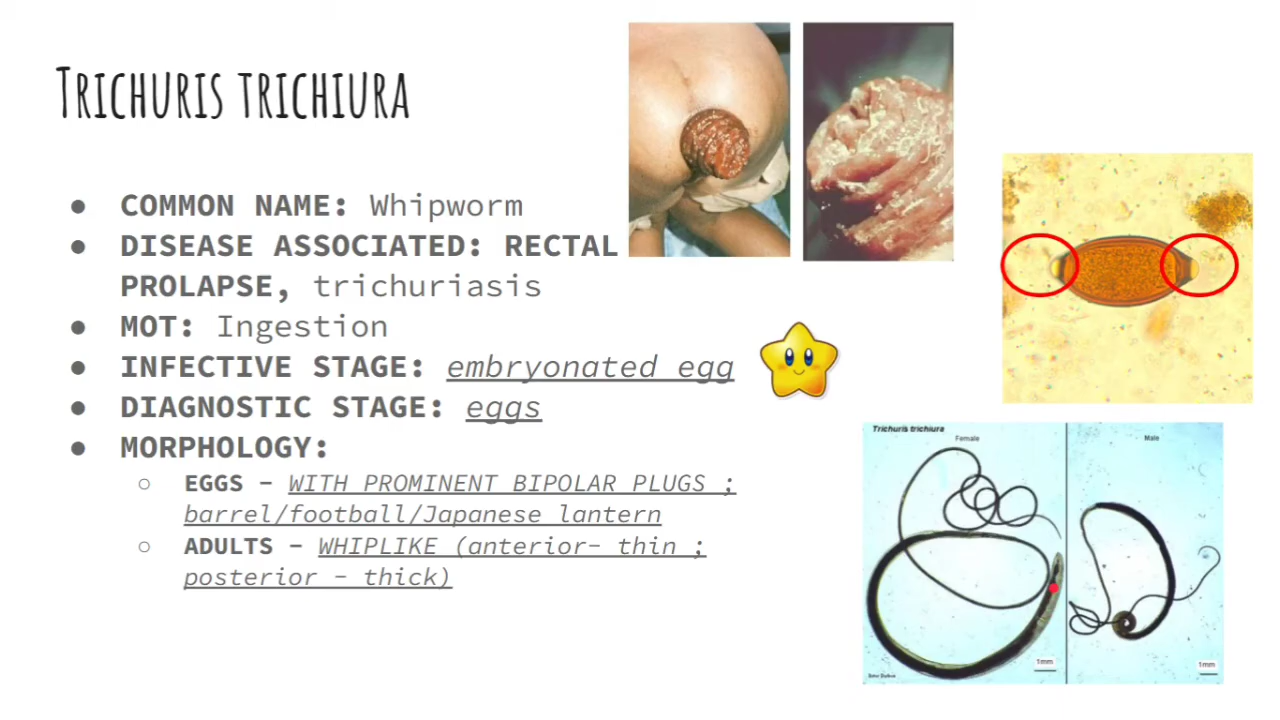 TRICHURIS TRICHIURA
● COMMON NAME: Whipworm
● DISEASE ASSOCIATED: RECTAL
PROLAPSE, trichuriasis
● MOT: Ingestion
● INFECTIVE STAGE: embryonated egg
● DIAGNOSTIC STAGE: eggs
● MORPHOLOGY:
○ EGGS – WITH PROMINENT BIPOLAR PLUGS ;
barrel/football/Japanese lantern
○ ADULTS – WHIPLIKE (anterior– thin ;
posterior – thick)
Trichuris trichiura
Female
Male
1mm
1mm